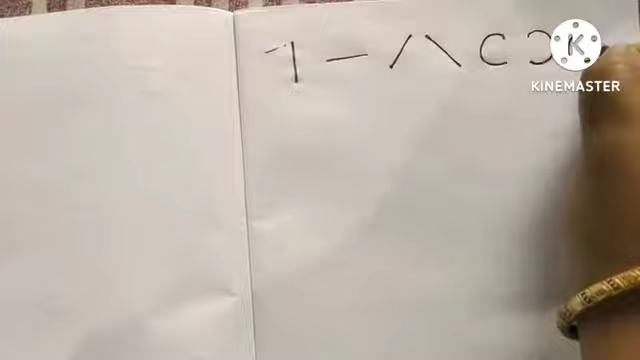 1 — / \ C Ɔ
K
KINEMASTER